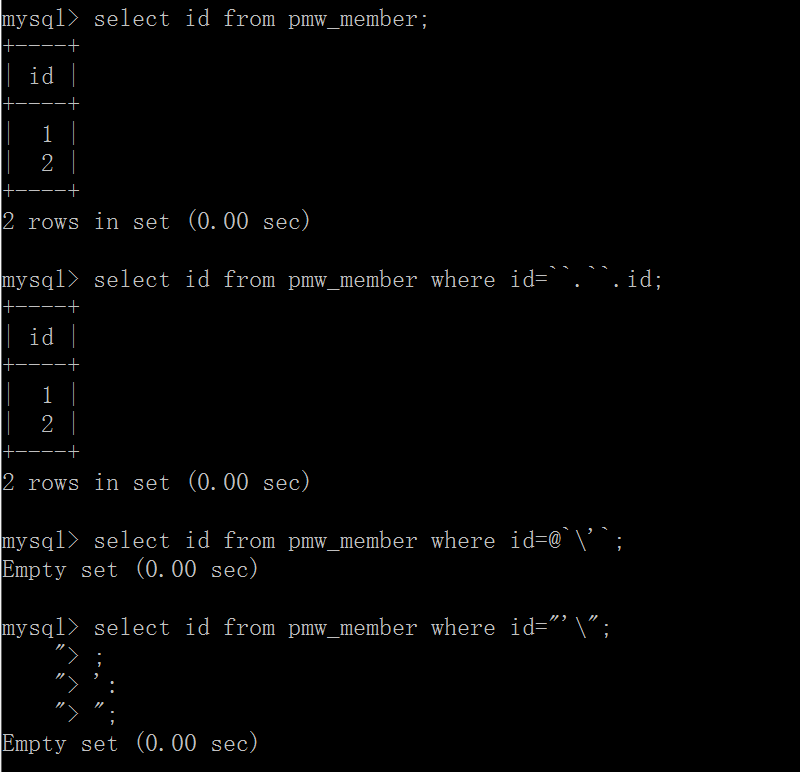 mysql> select id from pmw_member;
+----+
| id |
+----+
|  1 |
|  2 |
+----+
2 rows in set (0.00 sec)
mysql> select id from pmw_member where id=``.``.id;
+----+
| id |
+----+
|  1 |
|  2 |
+----+
2 rows in set (0.00 sec)
mysql> select id from pmw_member where id=@`\'`;
Empty set (0.00 sec)
mysql> select id from pmw_member where id="'\";
    "> ;
    "> ':
    "> ";
Empty set (0.00 sec)